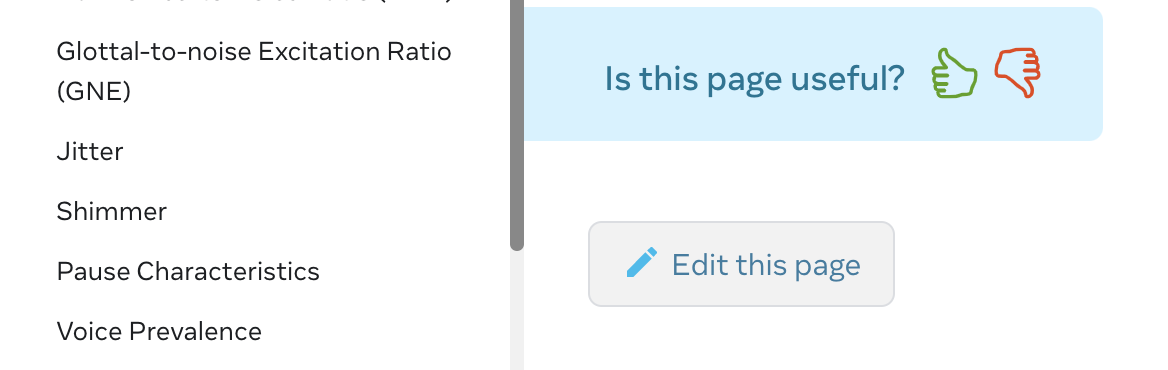 Glottal-to-noise Excitation Ratio
(GNE)
Jitter
Shimmer
Pause Characteristics
Voice Prevalence
Is this page useful?
Edit this page